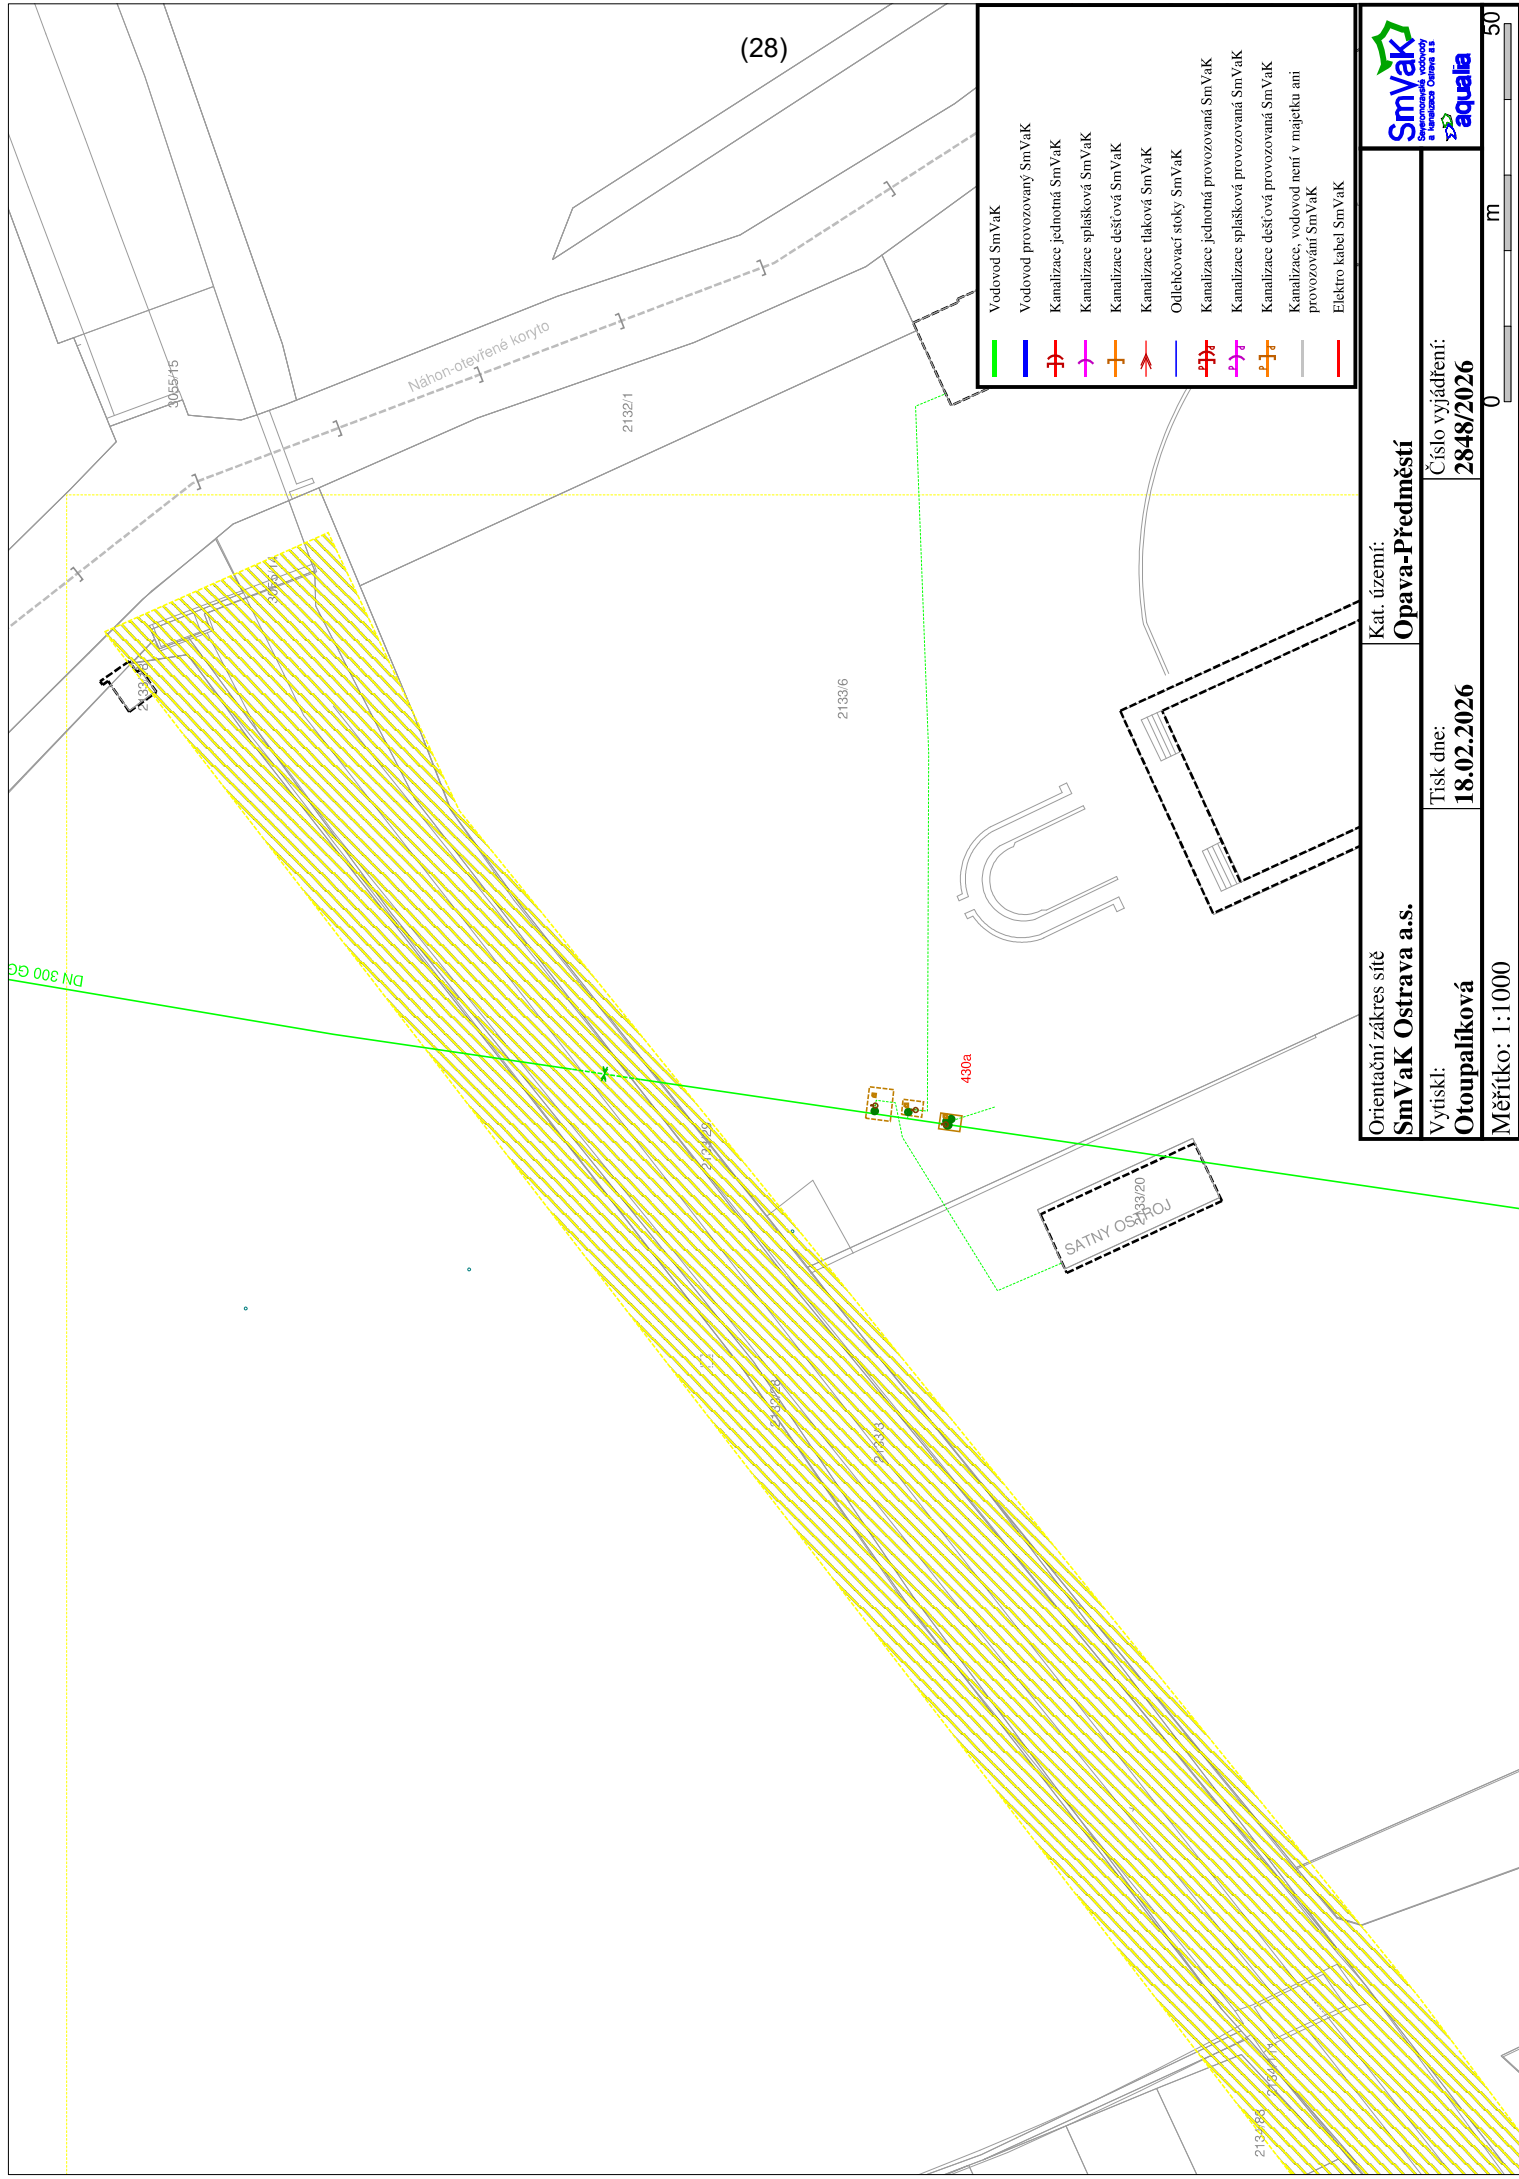 (28)
3055/15
Náhon-otevřené koryto
2132/1
2133/6
DN 300 GG
430a
2133/20
SATNY OSTROJ
2133/3
Vodovod SmVaK
Vodovod provozovaný SmVaK
Kanalizace jednotná SmVaK
Kanalizace splašková SmVaK
Kanalizace dešťová SmVaK
Kanalizace tlaková SmVaK
Odlehčovací stoky SmVaK
Kanalizace jednotná provozovaná SmVaK
Kanalizace splašková provozovaná SmVaK
Kanalizace dešťová provozovaná SmVaK
Kanalizace, vodovod není v majetku ani
provozování SmVaK
Elektro kabel SmVaK
Orientační zákres sítě
SmVaK Ostrava a.s.
Kat. území:
Opava-Předměstí
SmVaK
Severomoravské vodovody
a kanalizace Ostrava a.s.
aqualia
Vytiskl:
Otoupalíková
Tisk dne:
18.02.2026
Číslo vyjádření:
2848/2026
Měřítko: 1:1000
0 m 50